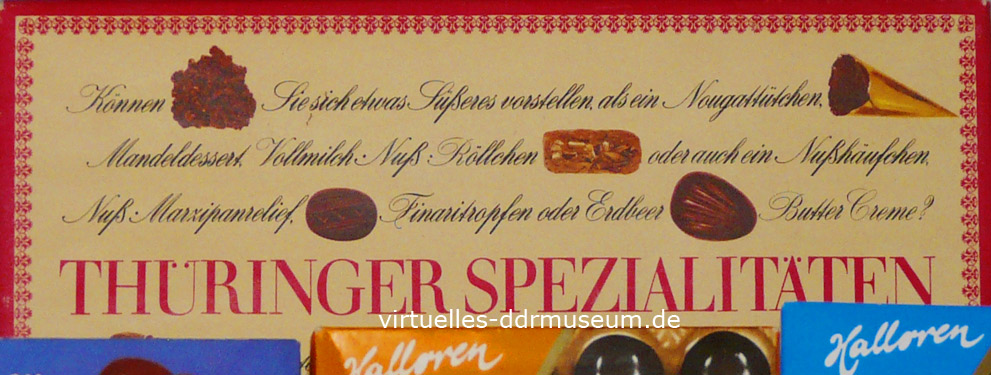 Können Sie sich etwas Süßeres vorstellen, als ein Nougattütchen,
Mandeldessert, Vollmilch-Nuß-Röllchen oder auch ein Nußhäufchen,
Nuß-Marzipanrelief, Finaritropfen oder Erdbeer Butter Creme?
THÜRINGER SPEZIALITÄTEN
virtuelles-ddrmuseum.de
Halloren
Halloren